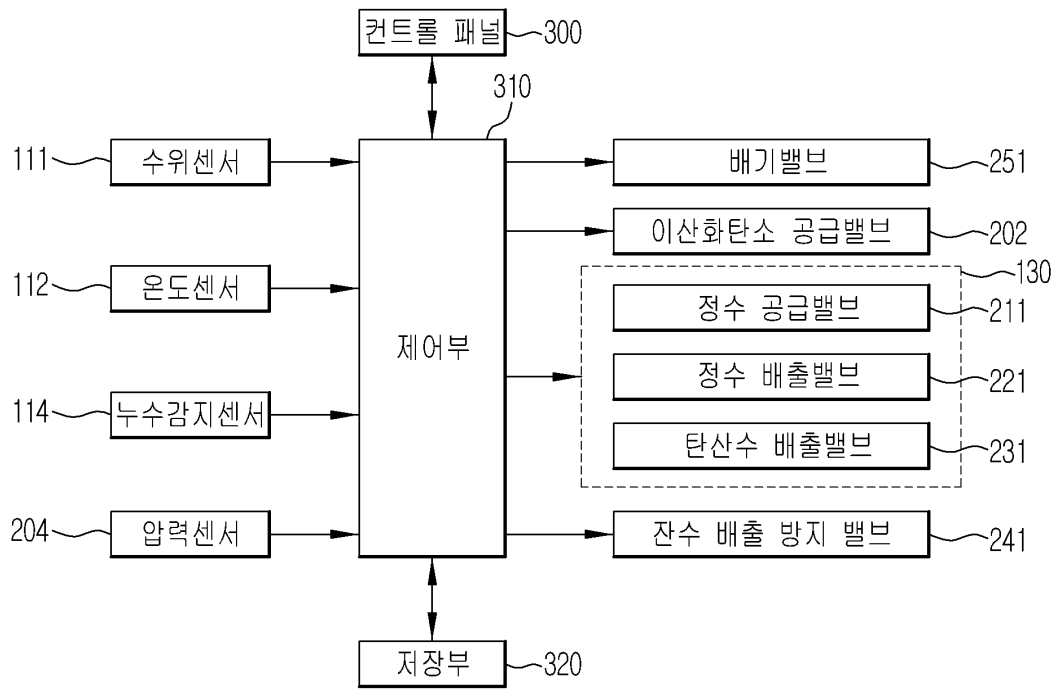 컨트롤 패널 300
310
111 수위센서
배기밸브 251
이산화탄소 공급밸브 202
130
112 온도센서
정수 공급밸브 211
제어부
정수 배출밸브 221
114 누수감지센서
탄산수 배출밸브 231
204 압력센서
잔수 배출 방지 밸브 241
저장부 320